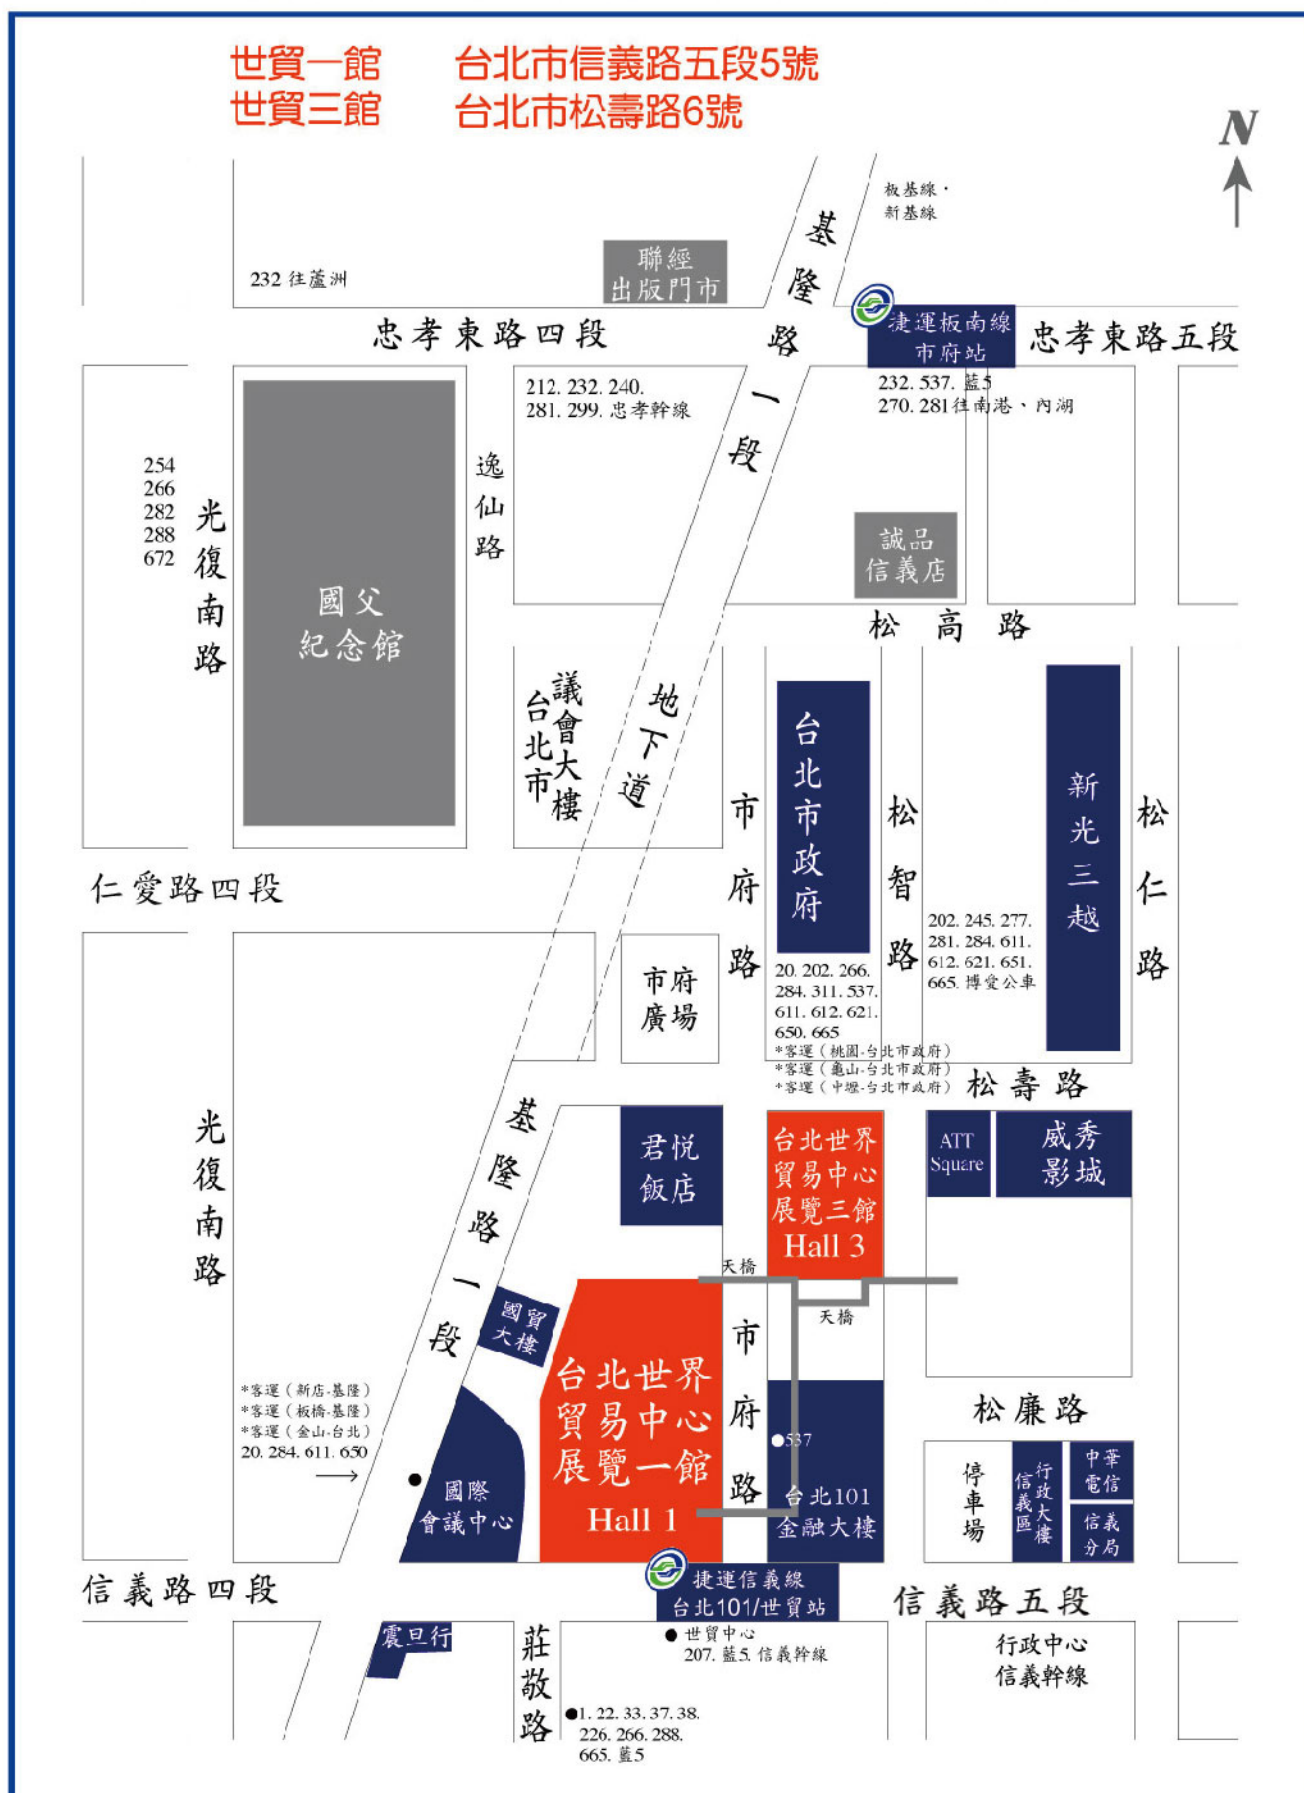 世貿一館 台北市信義路五段5號
世貿三館 台北市松壽路6號
N
板基線·
新基線
基隆路一段
聯經
出版門市
232 往蘆洲
忠孝東路四段
捷運板南線
市府站
忠孝東路五段
212. 232. 240.
281. 299. 忠孝幹線
232. 537. 藍5
270. 281往南港、內湖
254
266
282
288
672
光復南路
國父
紀念館
逸仙路
誠品
信義店
松高路
台北市
議會大樓
地下道
市府路
台北市政府
松智路
新光三越
松仁路
仁愛路四段
市府
廣場
20. 202. 266.
284. 311. 537.
611. 612. 621.
650. 665
*客運（桃園-台北市政府）
*客運（龜山-台北市政府）
*客運（中壢-台北市政府）
202. 245. 277.
281. 284. 611.
612. 621. 651.
665. 博愛公車
松壽路
光復南路
基隆路一段
君悅
飯店
台北世界
貿易中心
展覽三館
Hall 3
ATT
Square
威秀
影城
天橋
天橋
國貿
大樓
台北世界
貿易中心
展覽一館
Hall 1
市府路
537
台北101
金融大樓
松廉路
*客運（新店-基隆）
*客運（板橋-基隆）
*客運（金山-台北）
20. 284. 611. 650
國際
會議中心
停車場
信義區
行政大樓
中華
電信
信義
分局
信義路四段
捷運信義線
台北101/世貿站
信義路五段
震旦行
莊敬路
世貿中心
207. 藍5. 信義幹線
行政中心
信義幹線
1. 22. 33. 37. 38.
226. 266. 288.
665. 藍5